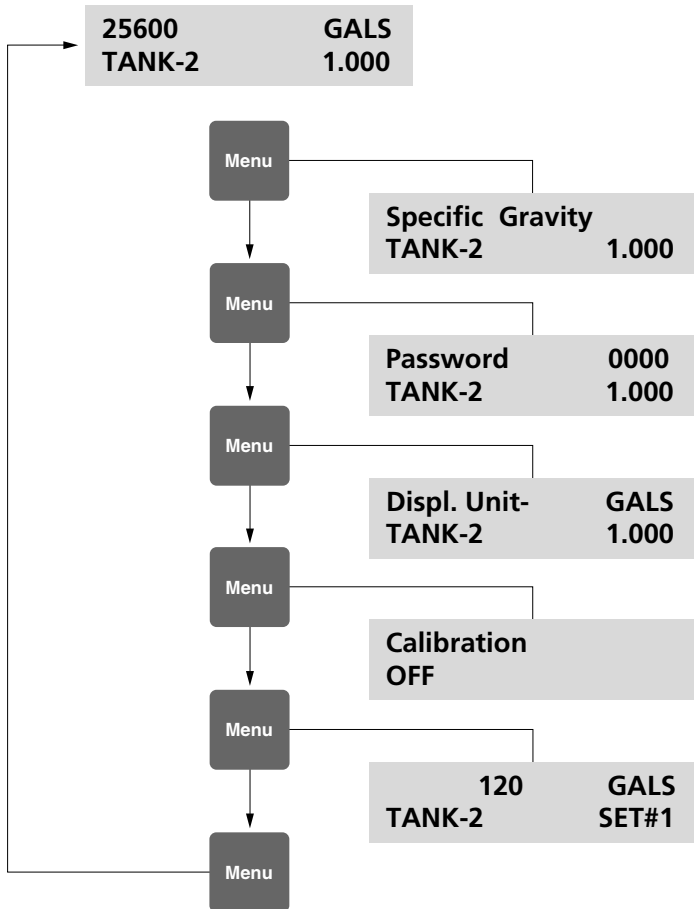 25600 GALS
TANK-2 1.000
Menu
Specific Gravity
TANK-2 1.000
Menu
Password 0000
TANK-2 1.000
Menu
Displ. Unit- GALS
TANK-2 1.000
Menu
Calibration
OFF
Menu
120 GALS
TANK-2 SET#1
Menu